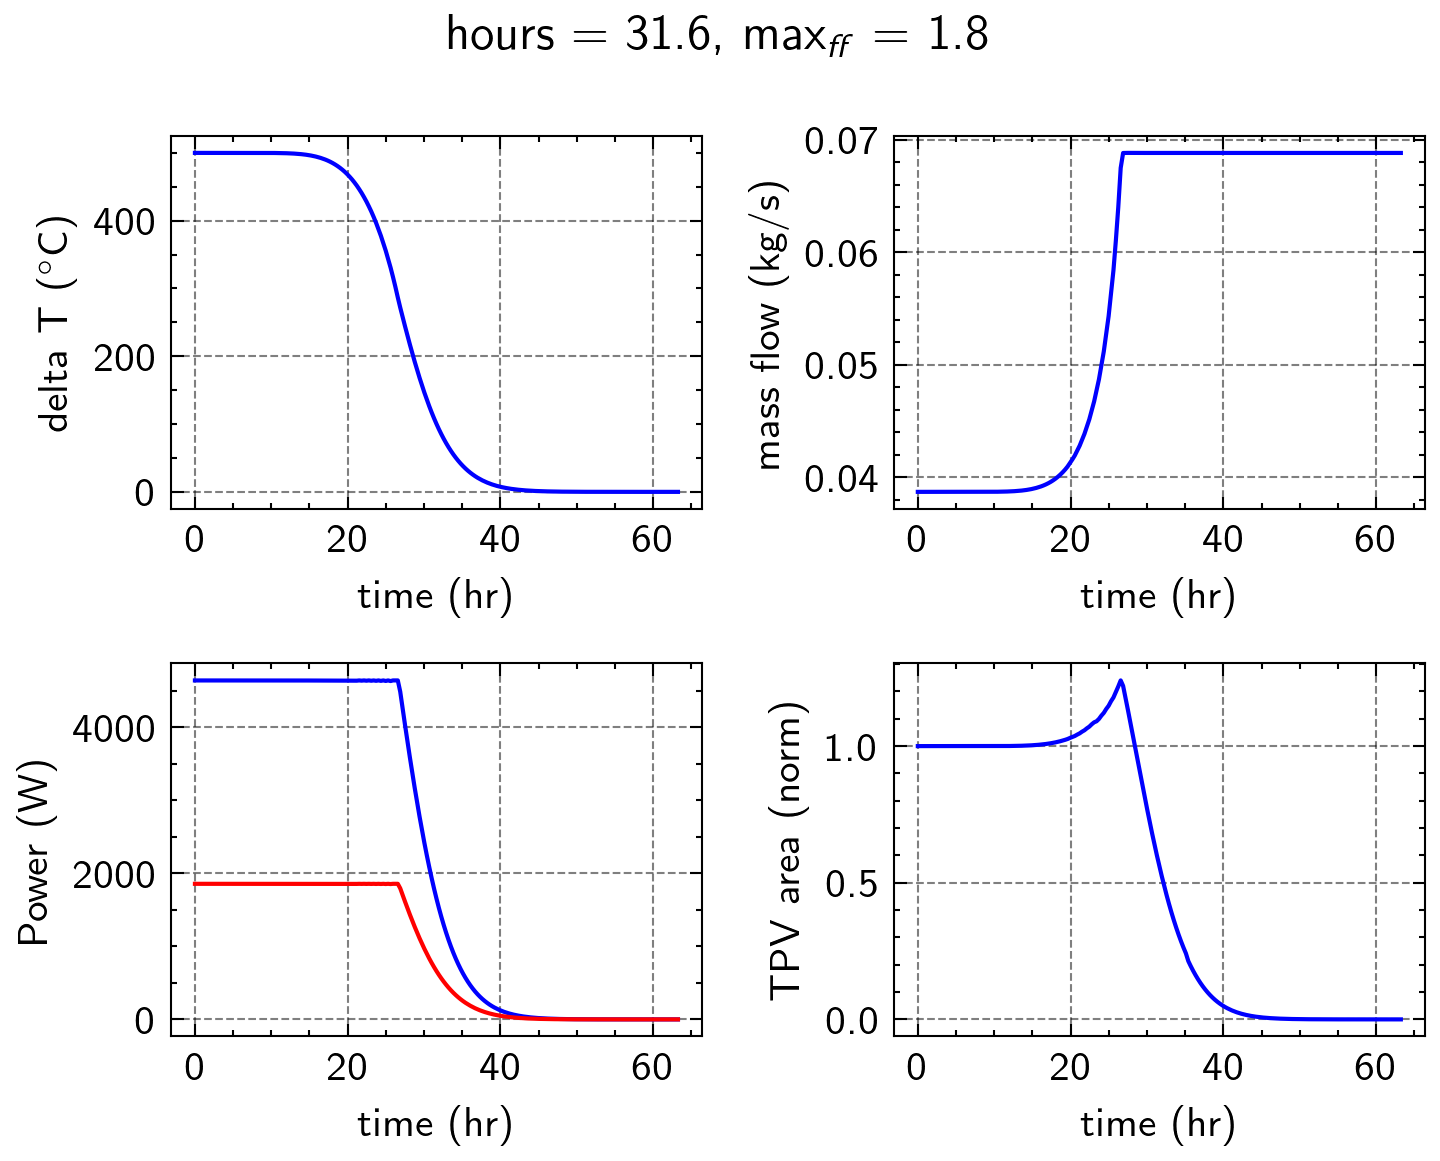 hours = 31.6, max_ff = 1.8
400
200
0
delta T (°C)
0 20 40 60
time (hr)
0.07
0.06
0.05
0.04
mass flow (kg/s)
0 20 40 60
time (hr)
4000
2000
0
Power (W)
0 20 40 60
time (hr)
1.0
0.5
0.0
TPV area (norm)
0 20 40 60
time (hr)